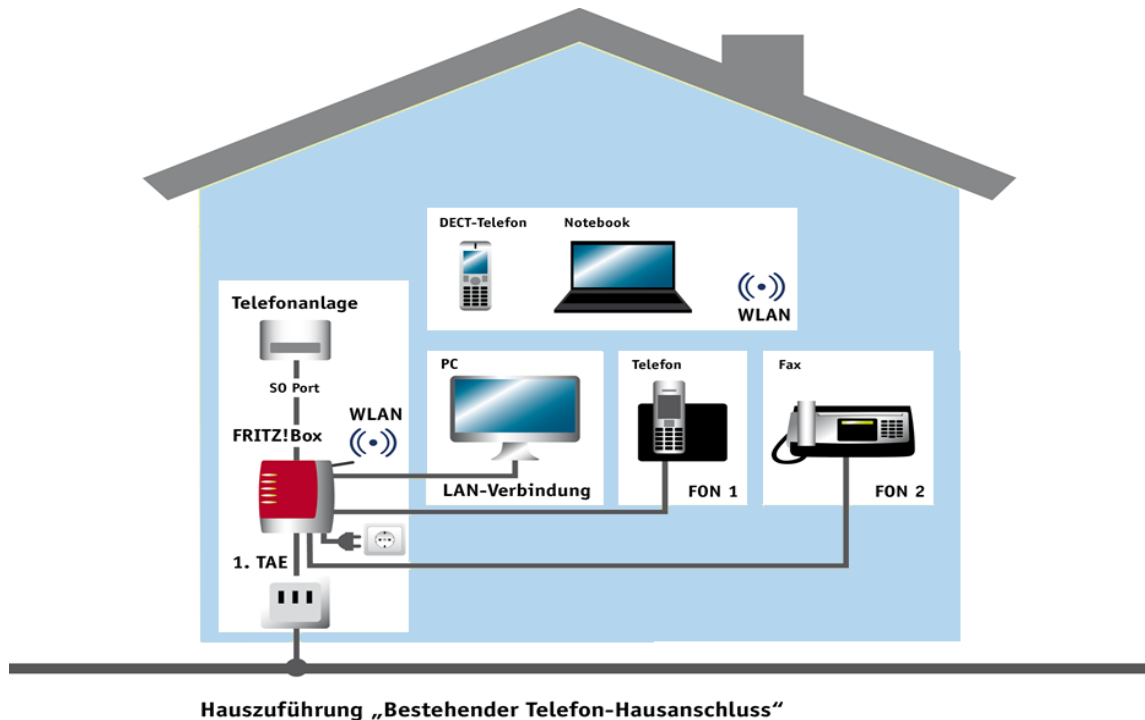 DECT-Telefon
Notebook
WLAN
Telefonanlage
SO Port
WLAN
FRITZ!Box
PC
LAN-Verbindung
Telefon
FON 1
Fax
FON 2
1. TAE
Hauszuführung „Bestehender Telefon-Hausanschluss“